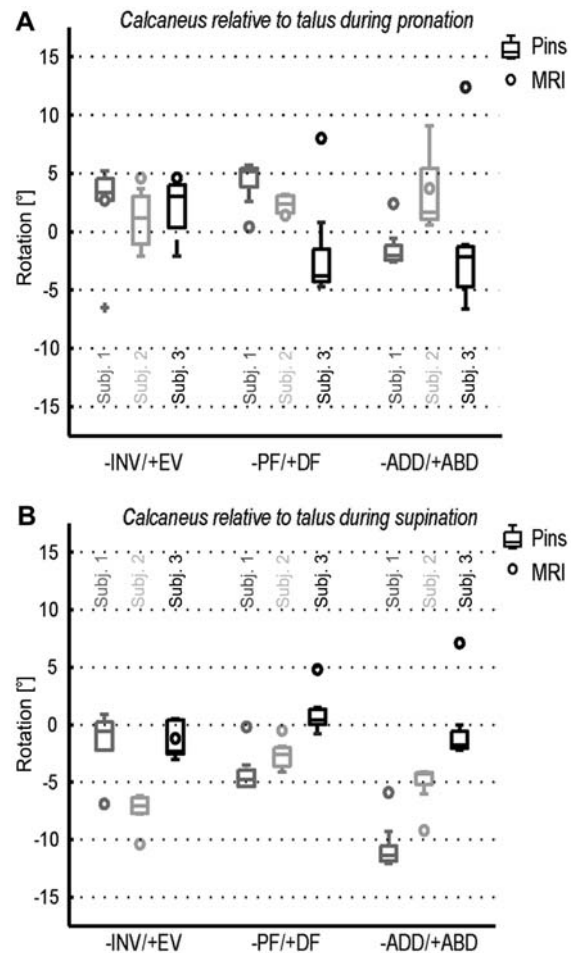 A
Calcaneus relative to talus during pronation
Pins
MRI
15
10
5
0
-5
-10
-15
Rotation [°]
Subj. 1
Subj. 2
Subj. 3
Subj. 1
Subj. 2
Subj. 3
Subj. 1
Subj. 2
Subj. 3
-INV/+EV
-PF/+DF
-ADD/+ABD
B
Calcaneus relative to talus during supination
Pins
MRI
15
10
5
0
-5
-10
-15
Rotation [°]
Subj. 1
Subj. 2
Subj. 3
Subj. 1
Subj. 2
Subj. 3
Subj. 1
Subj. 2
Subj. 3
-INV/+EV
-PF/+DF
-ADD/+ABD